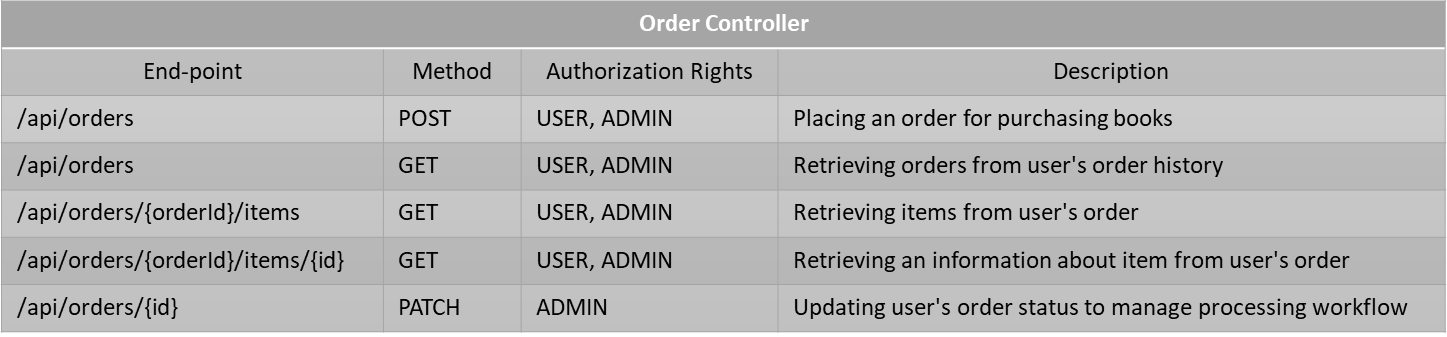 Order Controller
End-point Method Authorization Rights Description
/api/orders POST USER, ADMIN Placing an order for purchasing books
/api/orders GET USER, ADMIN Retrieving orders from user's order history
/api/orders/{orderId}/items GET USER, ADMIN Retrieving items from user's order
/api/orders/{orderId}/items/{id} GET USER, ADMIN Retrieving an information about item from user's order
/api/orders/{id} PATCH ADMIN Updating user's order status to manage processing workflow